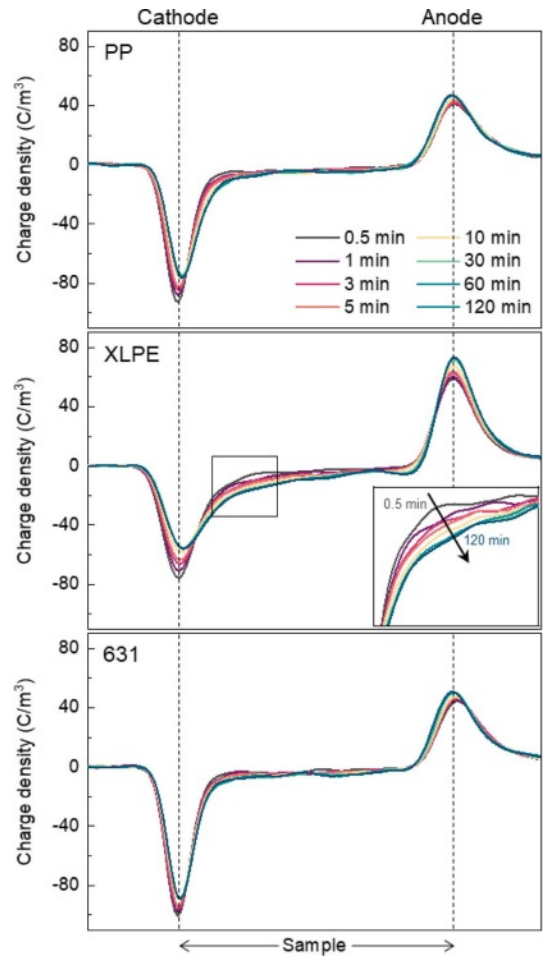 Cathode Anode
80
PP
40
0
-40
-80
Charge density (C/m³)
0.5 min 10 min
1 min 30 min
3 min 60 min
5 min 120 min
80
XLPE
40
0
-40
-80
Charge density (C/m³)
0.5 min
120 min
80
631
40
0
-40
-80
Charge density (C/m³)
Sample